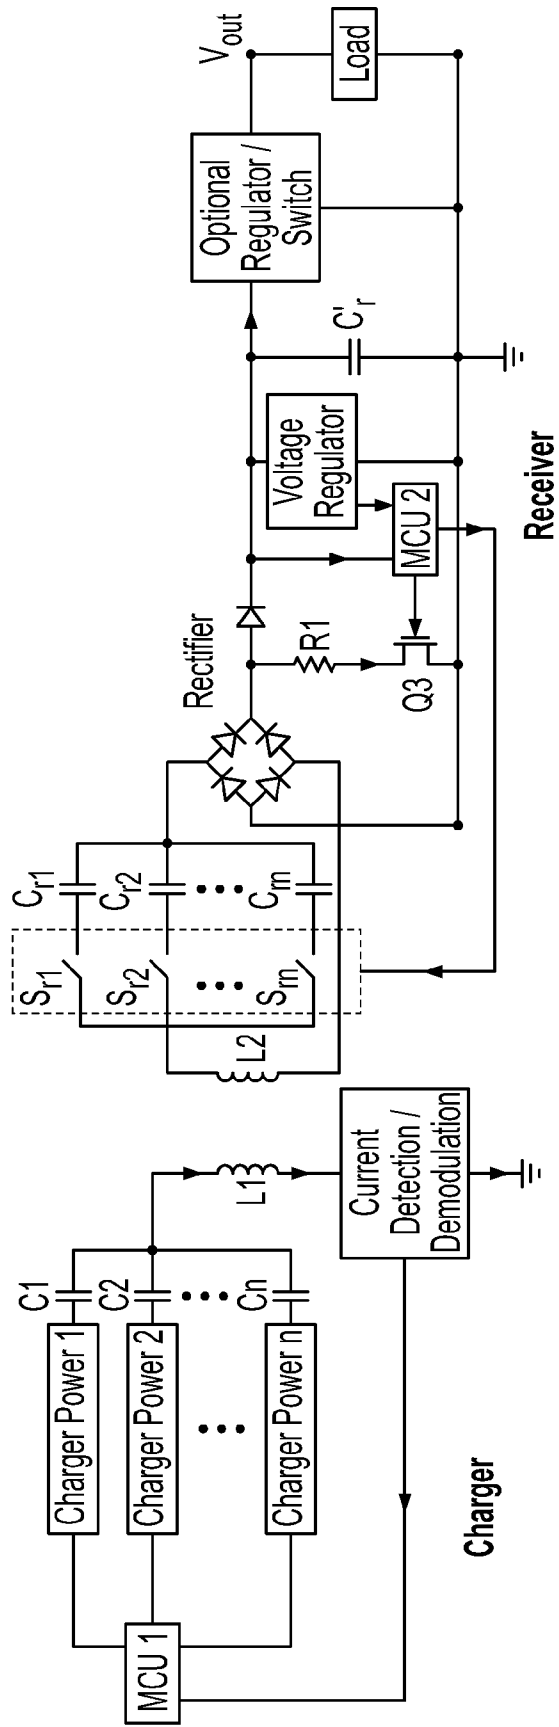 MCU 1
Charger Power 1
Charger Power 2
Charger Power n
C1
C2
Cn
L1
Current
Detection /
Demodulation
Charger
L2
Sr1
Sr2
Srn
Cr1
Cr2
Crn
Rectifier
R1
Q3
MCU 2
Voltage
Regulator
C'r
Optional
Regulator /
Switch
Vout
Load
Receiver